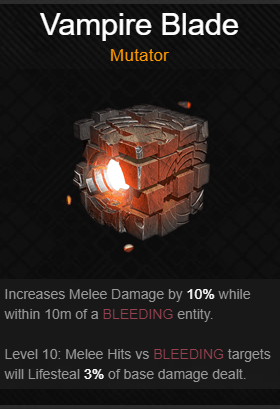 Vampire Blade
Mutator
Increases Melee Damage by 10% while
within 10m of a BLEEDING entity.
Level 10: Melee Hits vs BLEEDING targets
will Lifesteal 3% of base damage dealt.